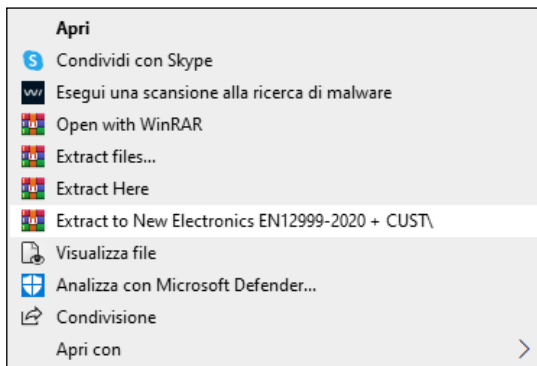 Apri
Condividi con Skype
Esegui una scansione alla ricerca di malware
Open with WinRAR
Extract files...
Extract Here
Extract to New Electronics EN12999-2020 + CUST\
Visualizza file
Analizza con Microsoft Defender...
Condivisione
Apri con